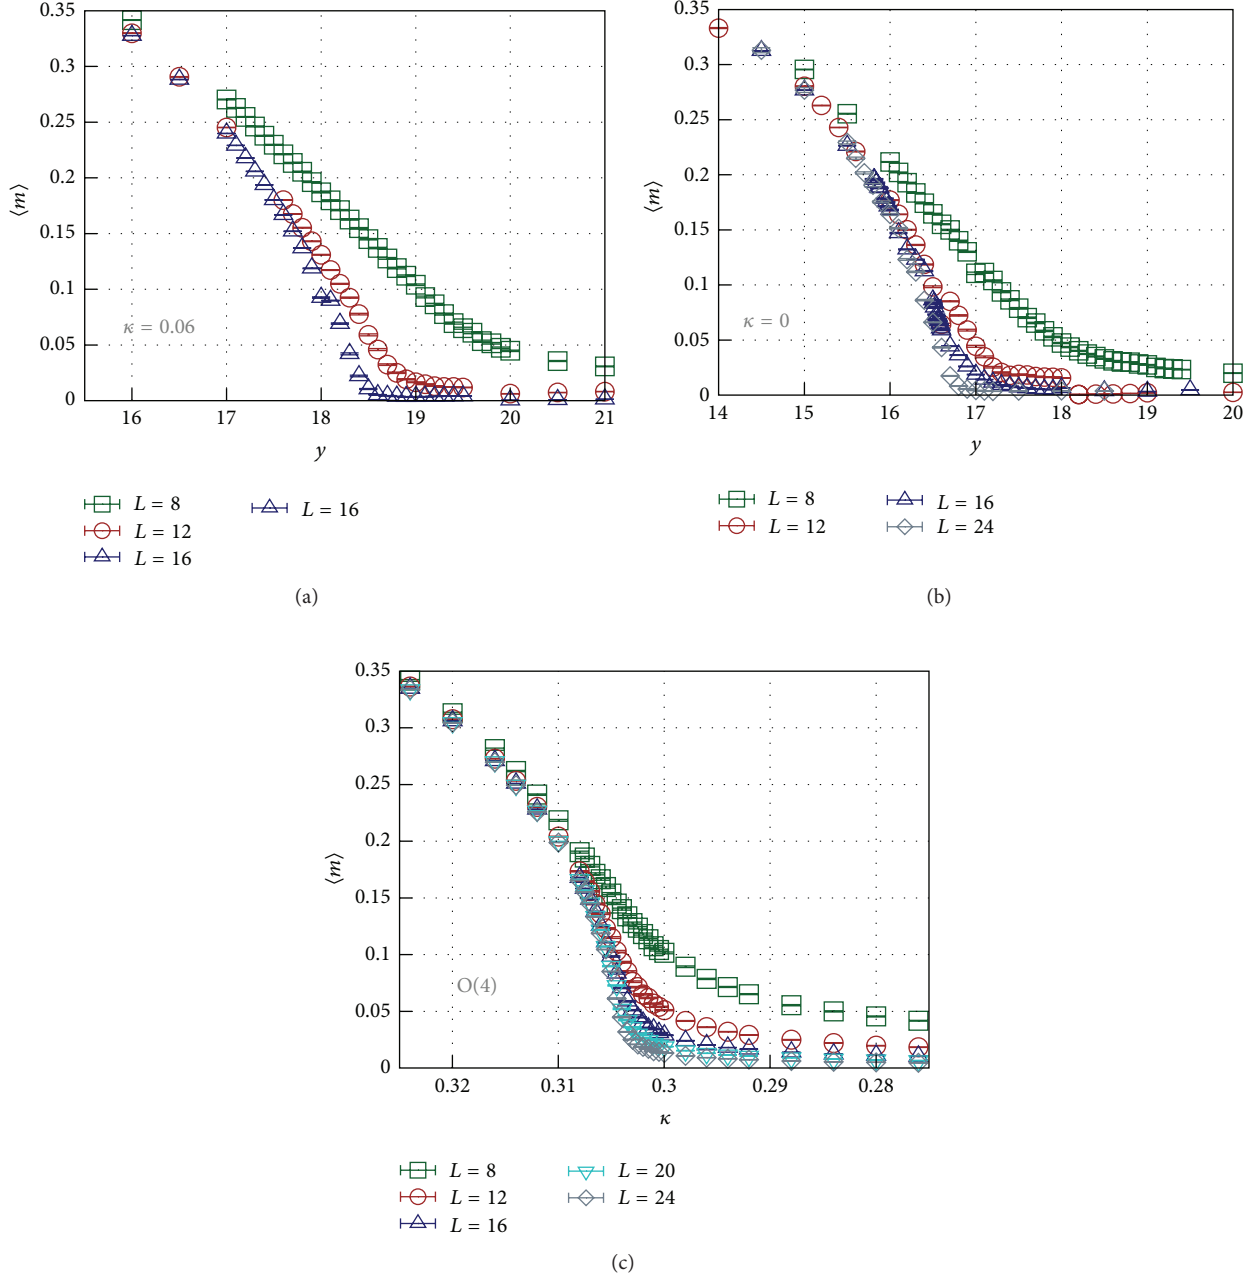 0.35
0.3
0.25
0.2
0.15
0.1
0.05
0
⟨m⟩
κ = 0.06
16 17 18 19 20 21
y
L = 8
L = 12
L = 16
L = 16
(a)
0.35
0.3
0.25
0.2
0.15
0.1
0.05
0
⟨m⟩
κ = 0
14 15 16 17 18 19 20
y
L = 8
L = 12
L = 16
L = 24
(b)
0.35
0.3
0.25
0.2
0.15
0.1
0.05
0
⟨m⟩
O(4)
0.32 0.31 0.3 0.29 0.28
κ
L = 8
L = 12
L = 16
L = 20
L = 24
(c)